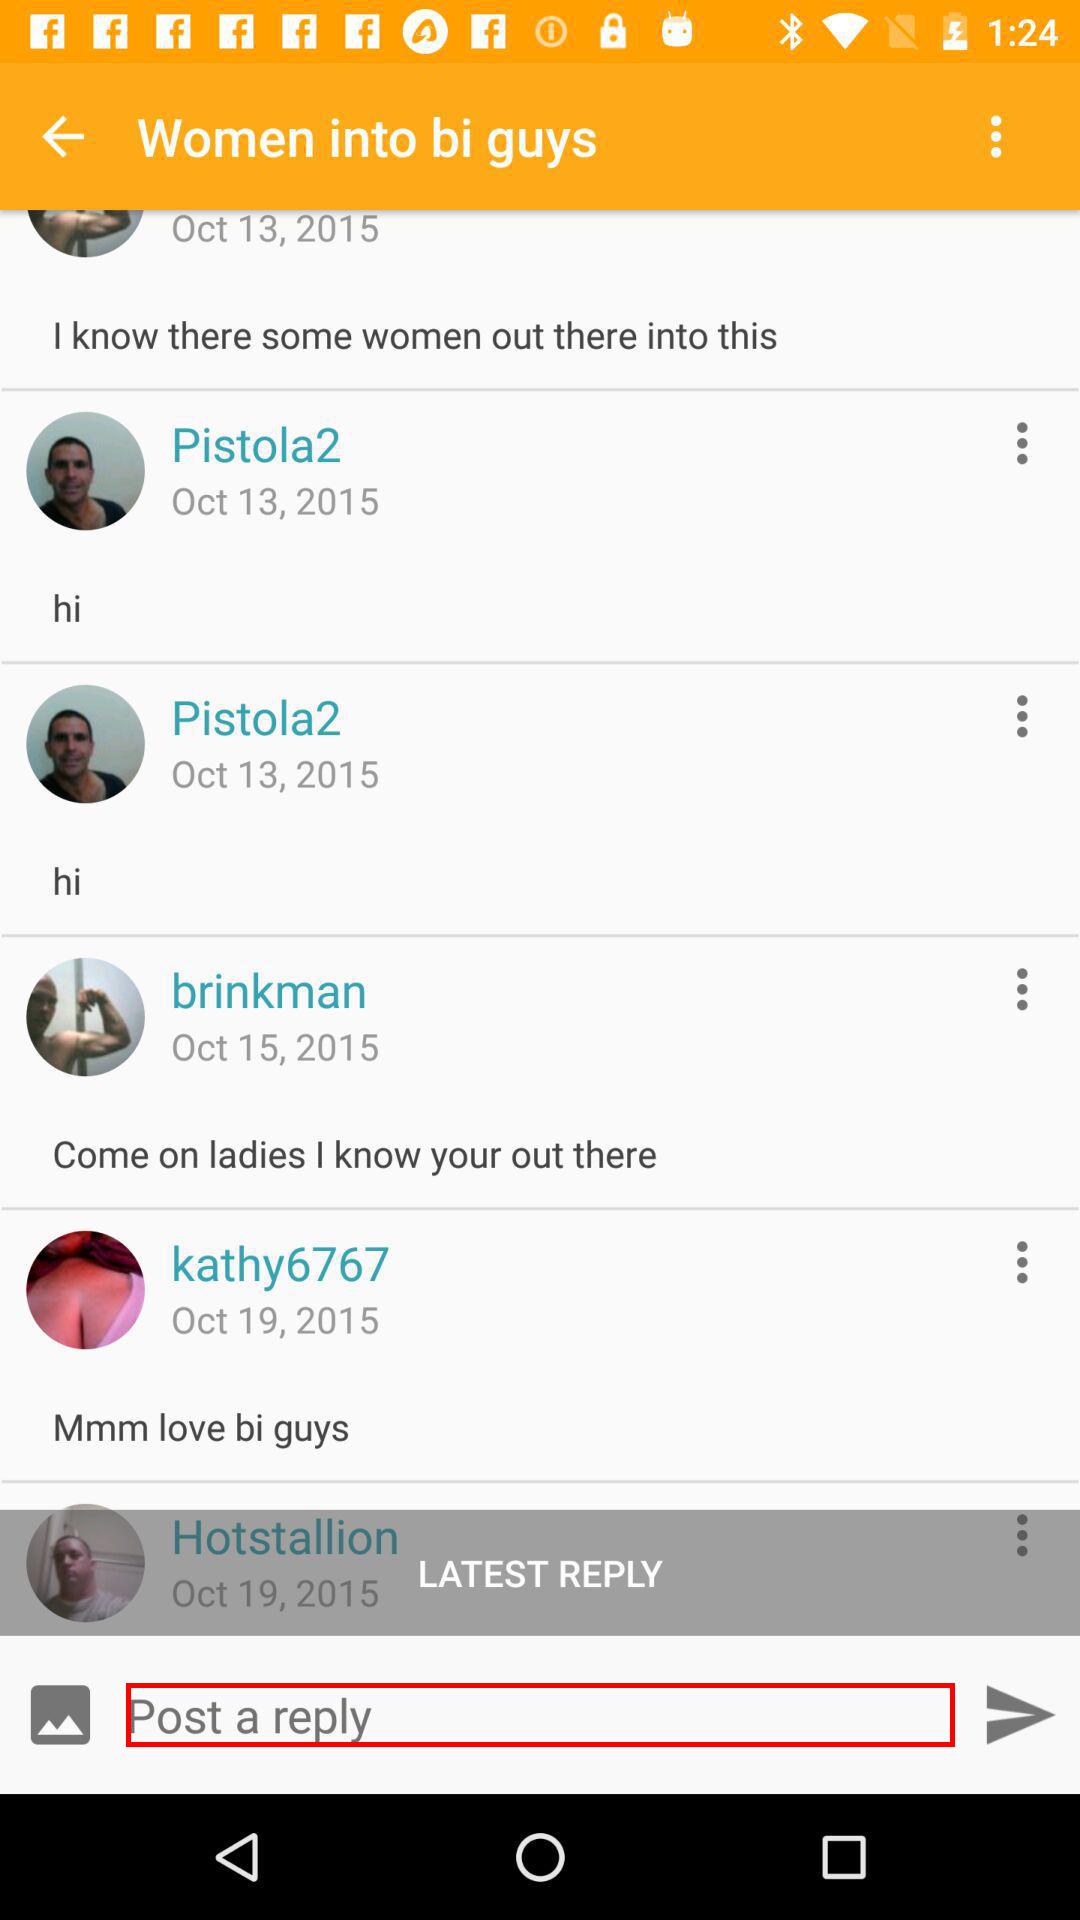 1:24
Women into bi guys
Oct 13, 2015
I know there some women out there into this
Pistola2
Oct 13, 2015
hi
Pistola2
Oct 13, 2015
hi
brinkman
Oct 15, 2015
Come on ladies I know your out there
kathy6767
Oct 19, 2015
Mmm love bi guys
Hotstallion
Oct 19, 2015
LATEST REPLY
Post a reply